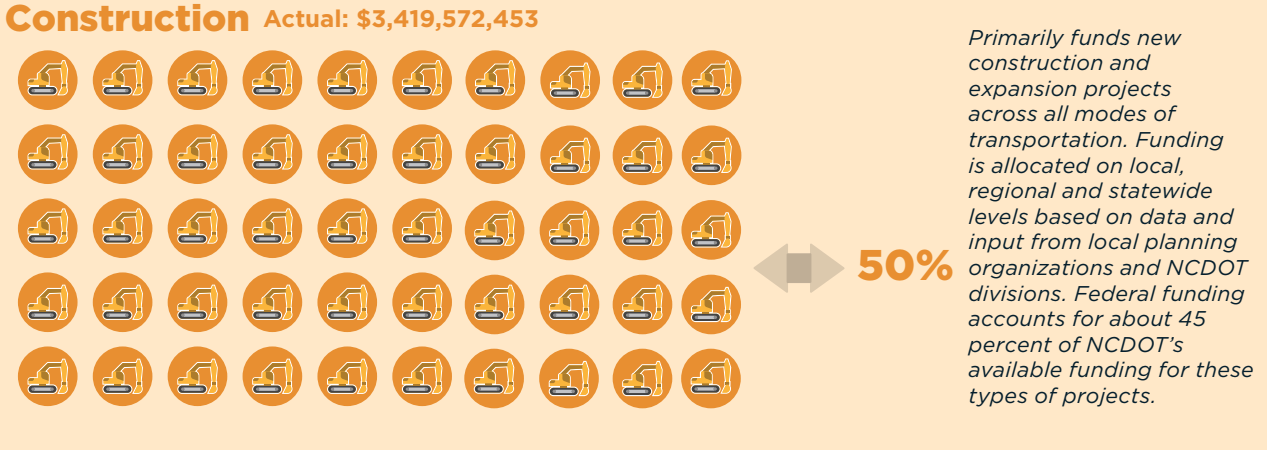 Construction Actual: $3,419,572,453
50%
Primarily funds new
construction and
expansion projects
across all modes of
transportation. Funding
is allocated on local,
regional and statewide
levels based on data and
input from local planning
organizations and NCDOT
divisions. Federal funding
accounts for about 45
percent of NCDOT’s
available funding for these
types of projects.